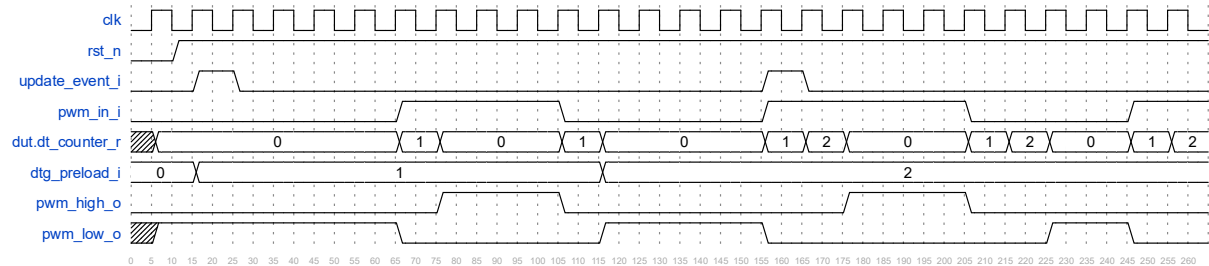 clk
rst_n
update_event_i
pwm_in_i
dut.dt_counter_r 0 1 0 1 0 1 2 0 1 2 0 1 2
dtg_preload_i 0 1 2
pwm_high_o
pwm_low_o
0 5 10 15 20 25 30 35 40 45 50 55 60 65 70 75 80 85 90 95 100 105 110 115 120 125 130 135 140 145 150 155 160 165 170 175 180 185 190 195 200 205 210 215 220 225 230 235 240 245 250 255 260